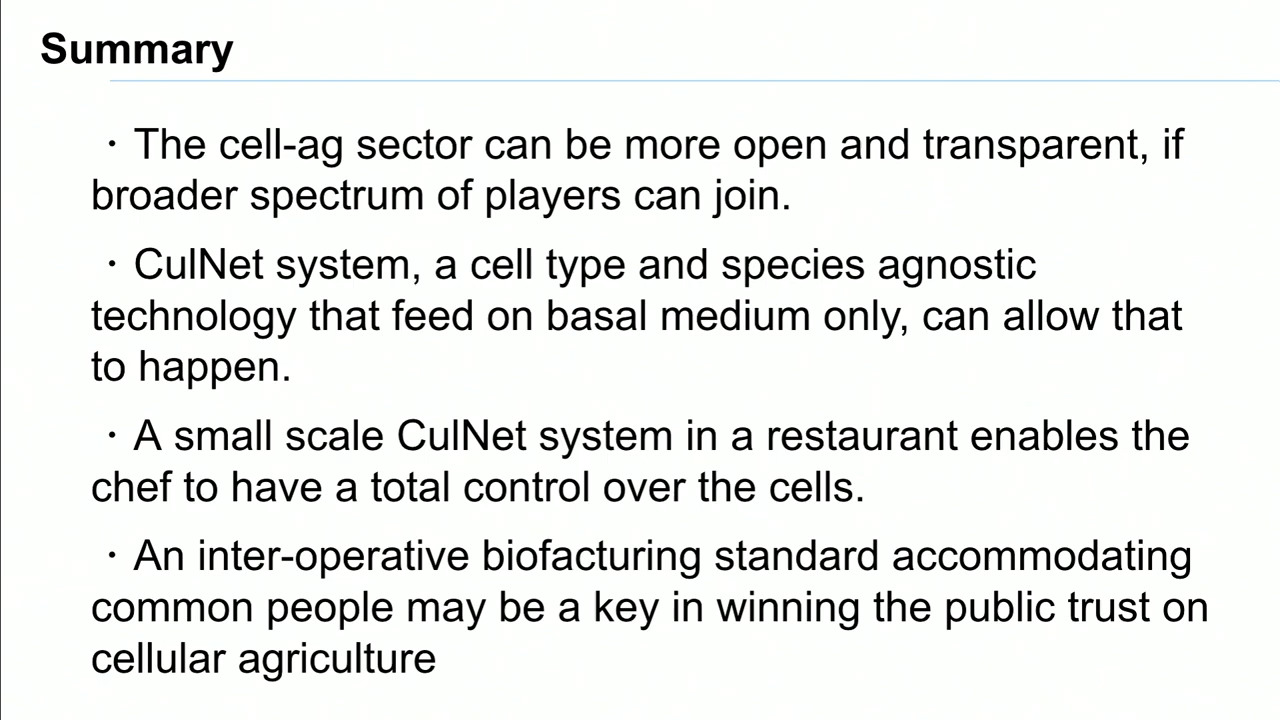 Summary
・The cell-ag sector can be more open and transparent, if
broader spectrum of players can join.
・CulNet system, a cell type and species agnostic
technology that feed on basal medium only, can allow that
to happen.
・A small scale CulNet system in a restaurant enables the
chef to have a total control over the cells.
・An inter-operative biofacturing standard accommodating
common people may be a key in winning the public trust on
cellular agriculture